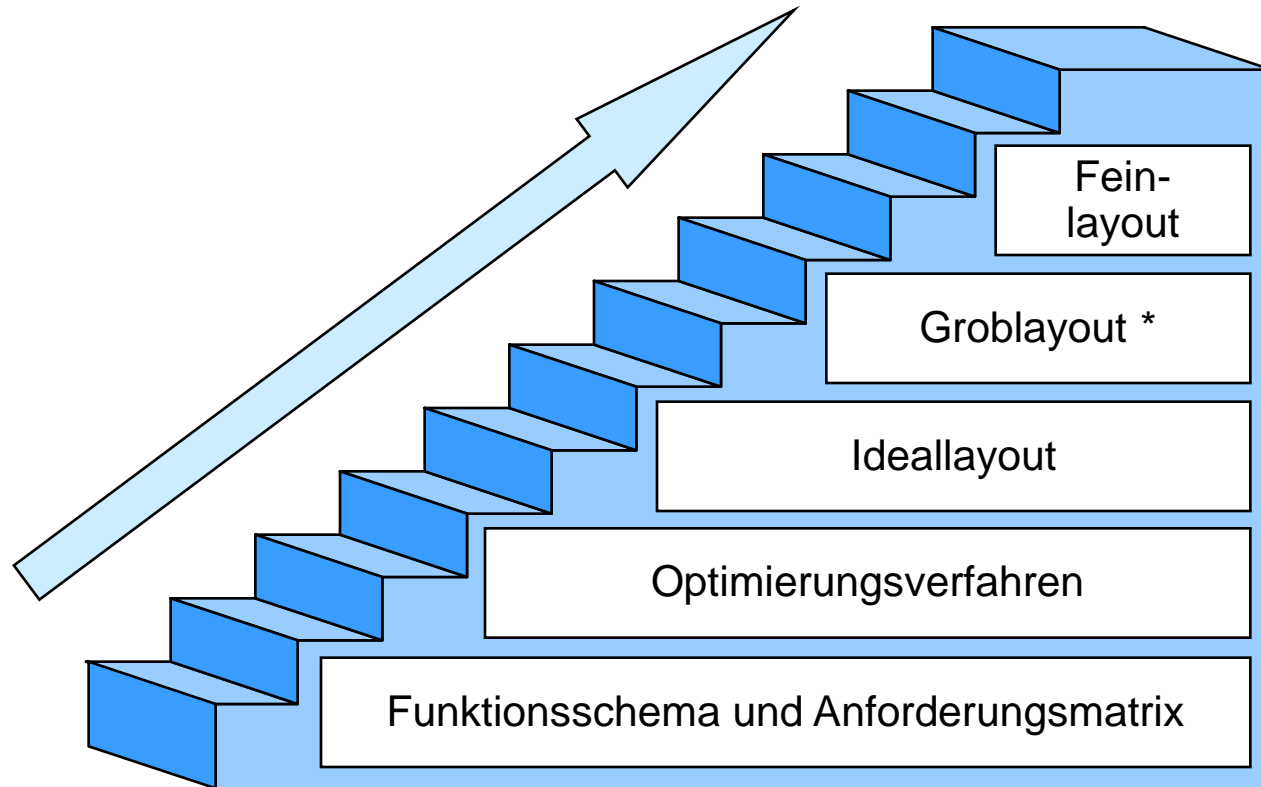 Fein-
layout
Groblayout *
Ideallayout
Optimierungsverfahren
Funktionsschema und Anforderungsmatrix